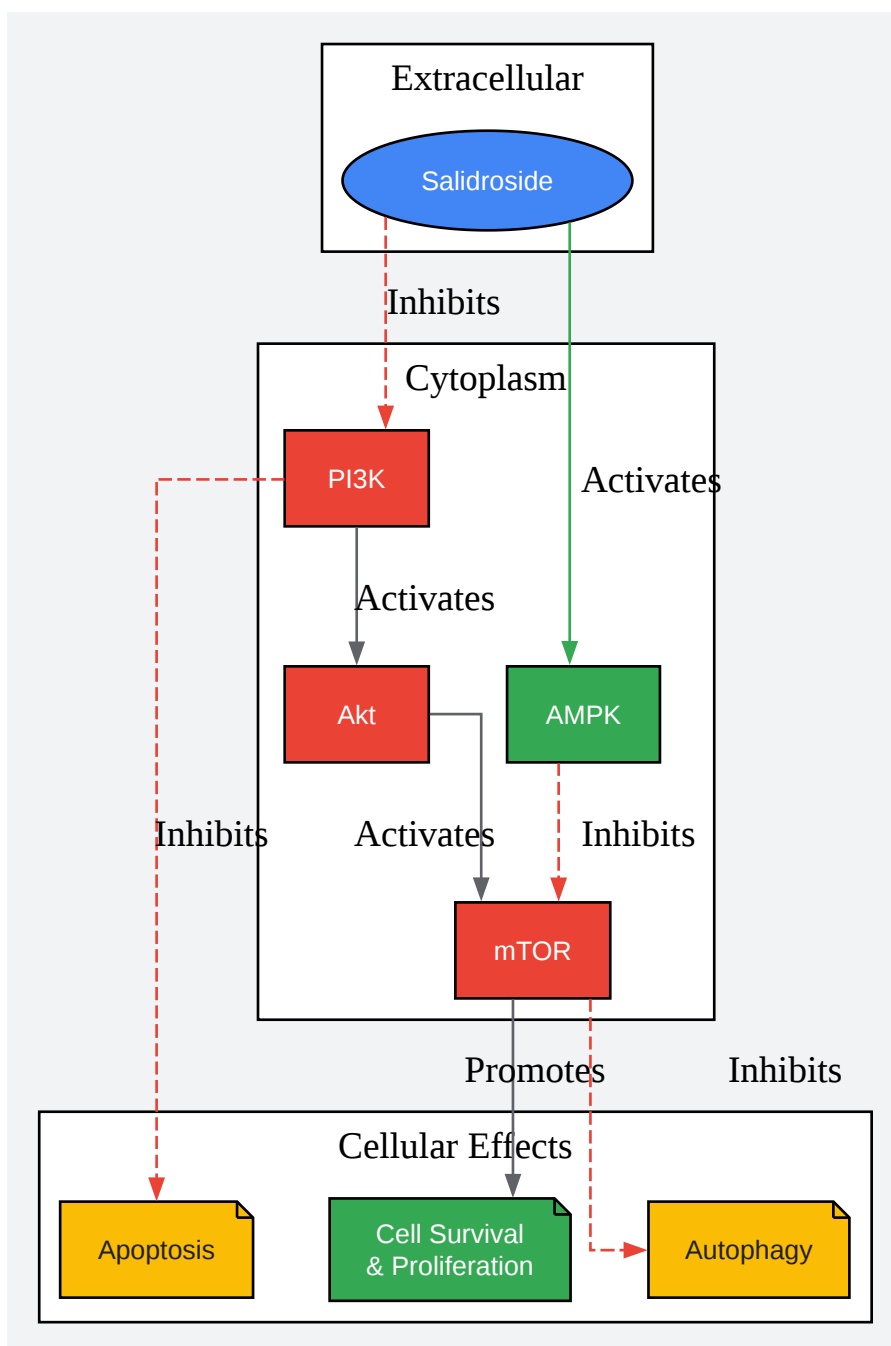 Extracellular
Salidroside
Inhibits
Cytoplasm
PI3K
Activates
Activates
Akt
AMPK
Inhibits
Activates
Inhibits
mTOR
Promotes
Inhibits
Cellular Effects
Apoptosis
Cell Survival
& Proliferation
Autophagy